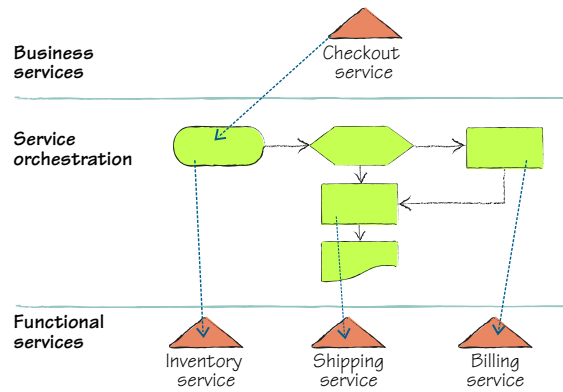 Business
services
Checkout
service
Service
orchestration
Functional
services
Inventory
service
Shipping
service
Billing
service